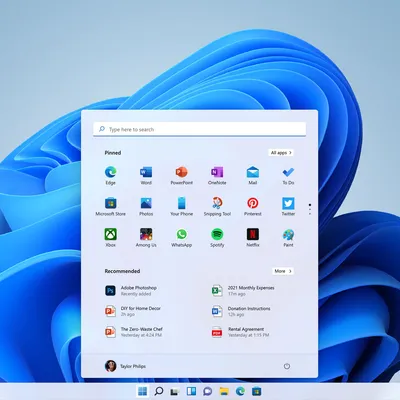 Type here to search
Pinned
All apps >
Edge Word PowerPoint OneNote Mail To Do
Microsoft Store Photos Your Phone Snipping Tool Pinterest Twitter
Xbox Among Us WhatsApp Spotify Netflix Paint
Recommended
More >
Adobe Photoshop
Recently added
2021 Monthly Expenses
17m ago
DIY for Home Decor
3h ago
Donation Instructions
12h ago
The Zero-Waste Chef
Yesterday at 4:24 PM
Rental Agreement
Yesterday at 1:15 PM
Taylor Philips